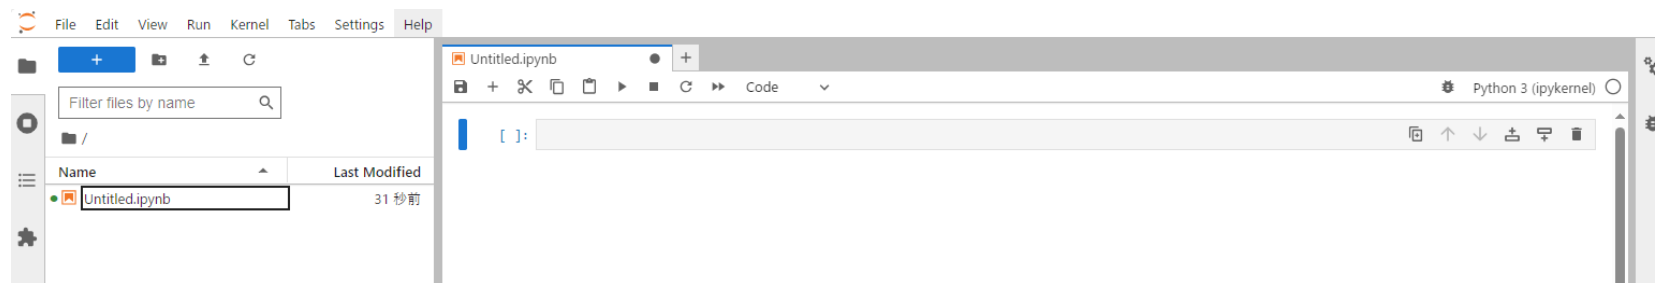 File Edit View Run Kernel Tabs Settings Help
Untitled.ipynb
Code
Python 3 (ipykernel)
Filter files by name
/
[ ]:
Name Last Modified
Untitled.ipynb 31 秒前